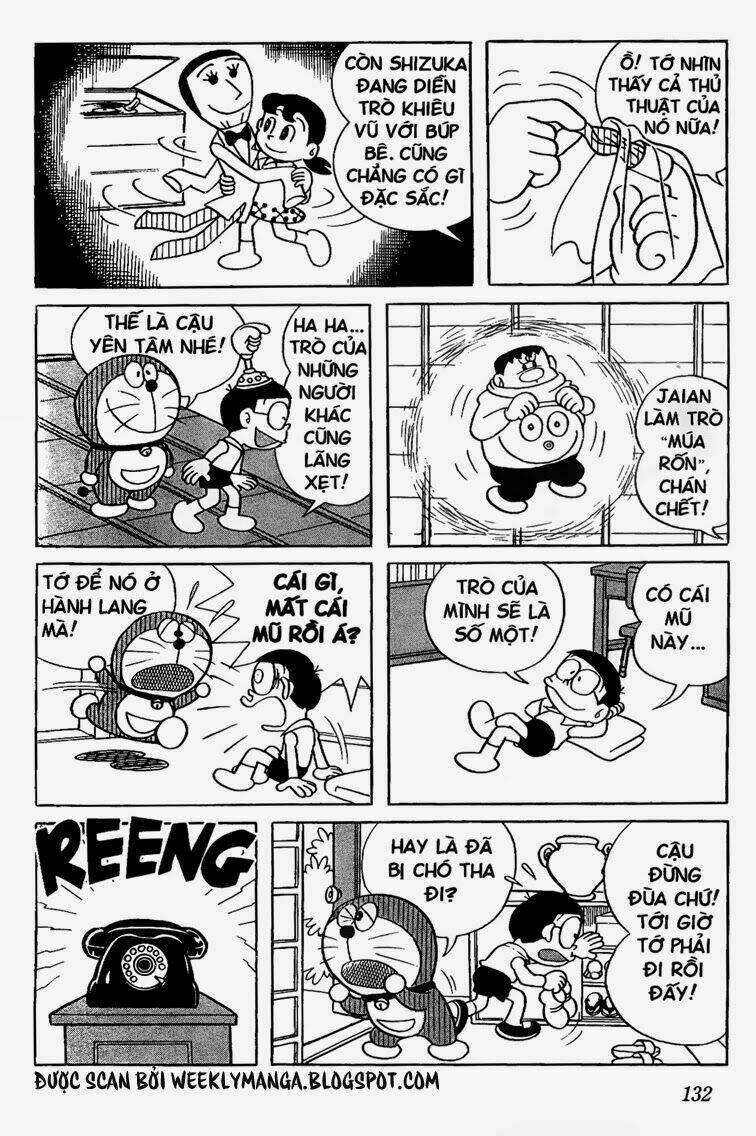 Ồ! TỚ NHÌN
THẤY CẢ THỦ
THUẬT CỦA
NÓ NỮA!
CÒN SHIZUKA
ĐANG DIỄN
TRÒ KHIÊU
VŨ VỚI BÚP
BÊ. CŨNG
CHẲNG CÓ GÌ
ĐẶC SẮC!
JAIAN
LÀM TRÒ
“MÚA
RỐN”,
CHÁN
CHẾT!
HA HA...
TRÒ CỦA
NHỮNG
NGƯỜI
KHÁC
CŨNG
LÃNG
XẸT!
THẾ LÀ CẬU
YÊN TÂM NHÉ!
CÓ CÁI
MŨ
NÀY...
TRÒ CỦA
MÌNH SẼ LÀ
SỐ MỘT!
CÁI GÌ,
MẤT CÁI
MŨ RỒI Á?
TỚ ĐỂ NÓ Ở
HÀNH LANG
MÀ!
CẬU
ĐỪNG
ĐÙA CHỨ!
TỚI GIỜ
TỚ PHẢI
ĐI RỒI
ĐẤY!
HAY LÀ ĐÃ
BỊ CHÓ THA
ĐI?
REENG
ĐƯỢC SCAN BỞI WEEKLYMANGA.BLOGSPOT.COM
132